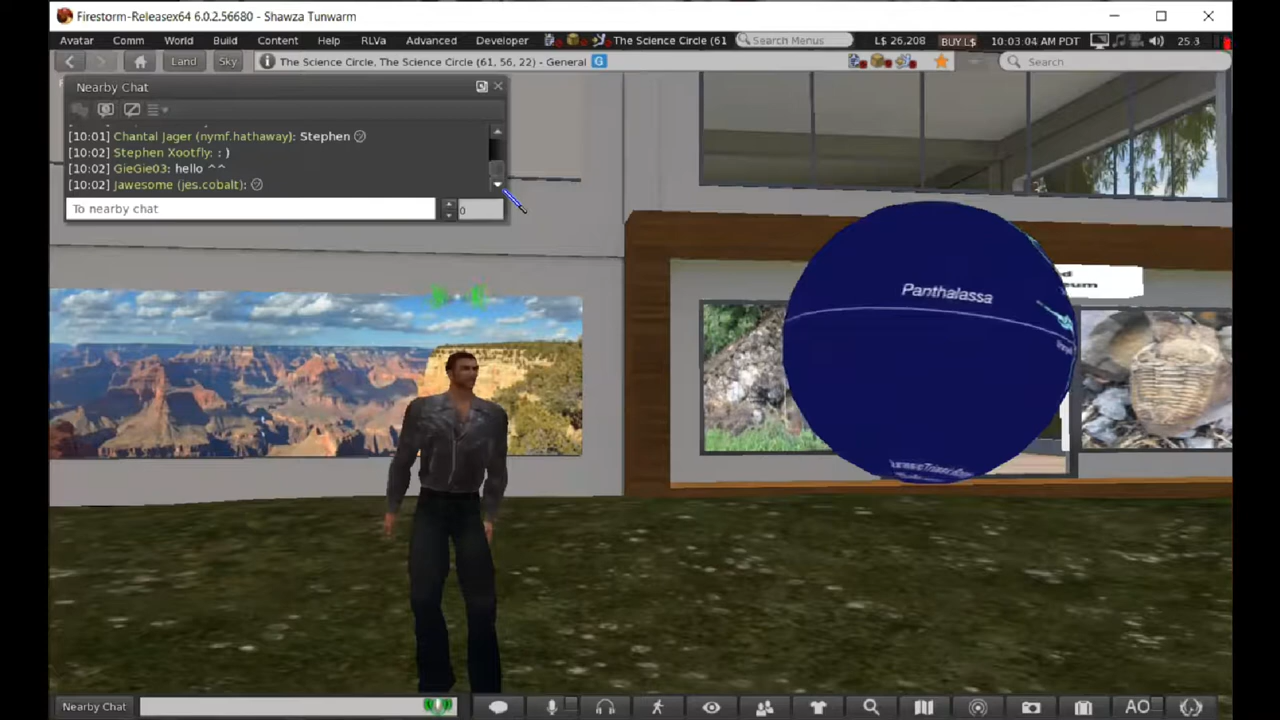 Firestorm-Releasex64 6.0.2.56680 - Shawza Tunwarm
Avatar Comm World Build Content Help RLVa Advanced Developer The Science Circle (61 Search Menus L$ 26,208 BUY L$ 10:03:04 AM PDT 25.3
Land Sky The Science Circle, The Science Circle (61, 56, 22) - General G Search
Nearby Chat
[10:01] Chantal Jager (nymf.hathaway): Stephen
[10:02] Stephen Xootfly: : )
[10:02] GieGie03: hello ^^
[10:02] Jawesome (jes.cobalt):
To nearby chat 0
Panthalassa
Nearby Chat AO